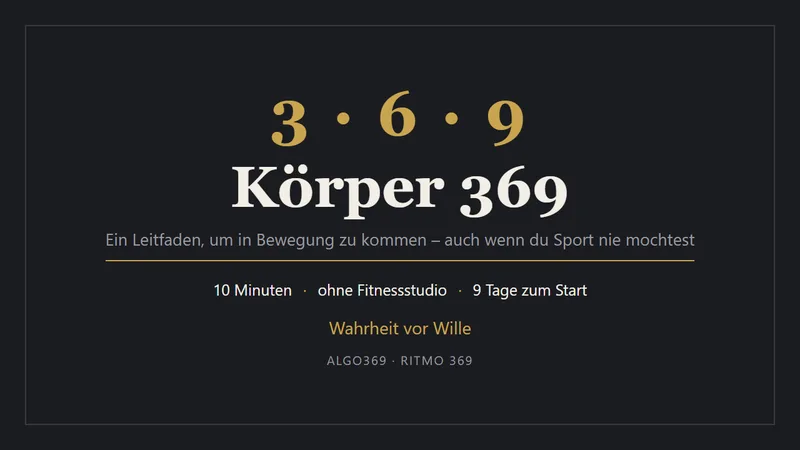 3 · 6 · 9
Körper 369
Ein Leitfaden, um in Bewegung zu kommen – auch wenn du Sport nie mochtest
10 Minuten · ohne Fitnessstudio · 9 Tage zum Start
Wahrheit vor Wille
ALGO369 · RITMO 369